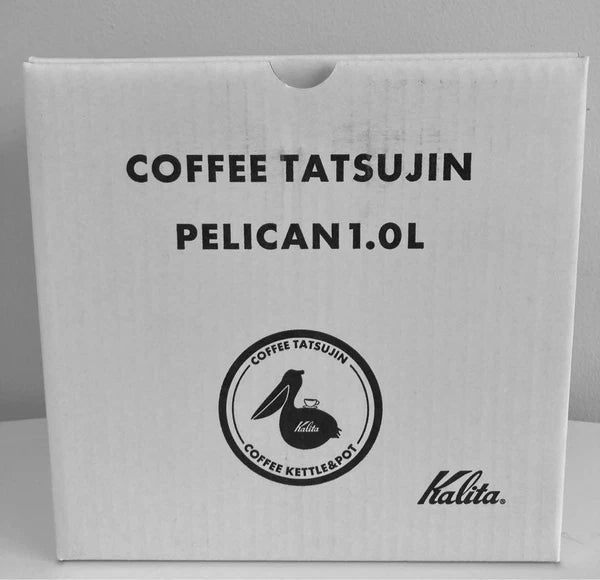 COFFEE TATSUJIN
PELICAN 1.0L
COFFEE TATSUJIN
Kalita
COFFEE KETTLE&POT
Kalita®